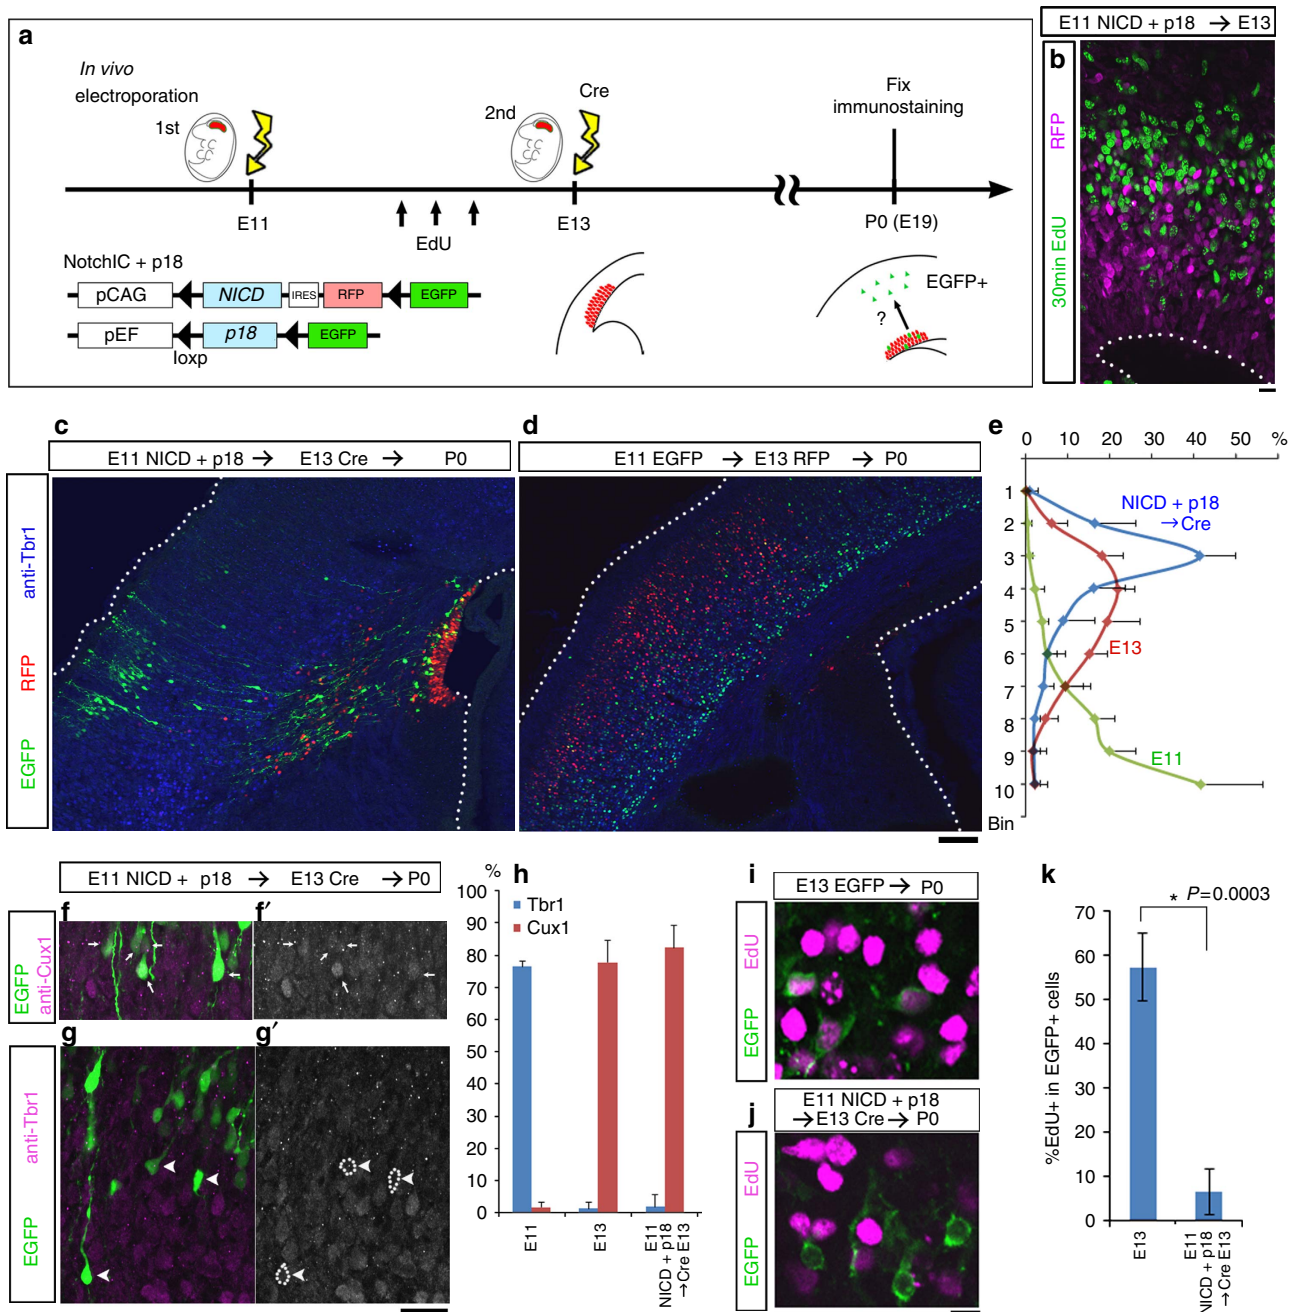 a
In vivo
electroporation
1st
2nd
Cre
Fix
immunostaining
E11
EdU
E13
P0 (E19)
NotchIC + p18
pCAG
NICD
IRES
RFP
EGFP
pEF
p18
EGFP
loxp
EGFP+
?
E11 NICD + p18 → E13
b
RFP
30min EdU
c
E11 NICD + p18 → E13 Cre → P0
anti-Tbr1
RFP
EGFP
d
E11 EGFP → E13 RFP → P0
e
0 10 20 30 40 50 %
1
2
3
4
5
6
7
8
9
10
Bin
NICD + p18
→Cre
E13
E11
E11 NICD + p18 → E13 Cre → P0
f
f′
EGFP
anti-Cux1
g
g′
anti-Tbr1
EGFP
h
%
100
90
80
70
60
50
40
30
20
10
0
Tbr1
Cux1
E11
E13
E11
NICD + p18
→Cre E13
i
E13 EGFP → P0
EdU
EGFP
j
E11 NICD + p18
→E13 Cre→ P0
EdU
EGFP
k
* P=0.0003
%EdU+ in EGFP+ cells
70
60
50
40
30
20
10
0
E13
E11
NICD + p18
→Cre E13